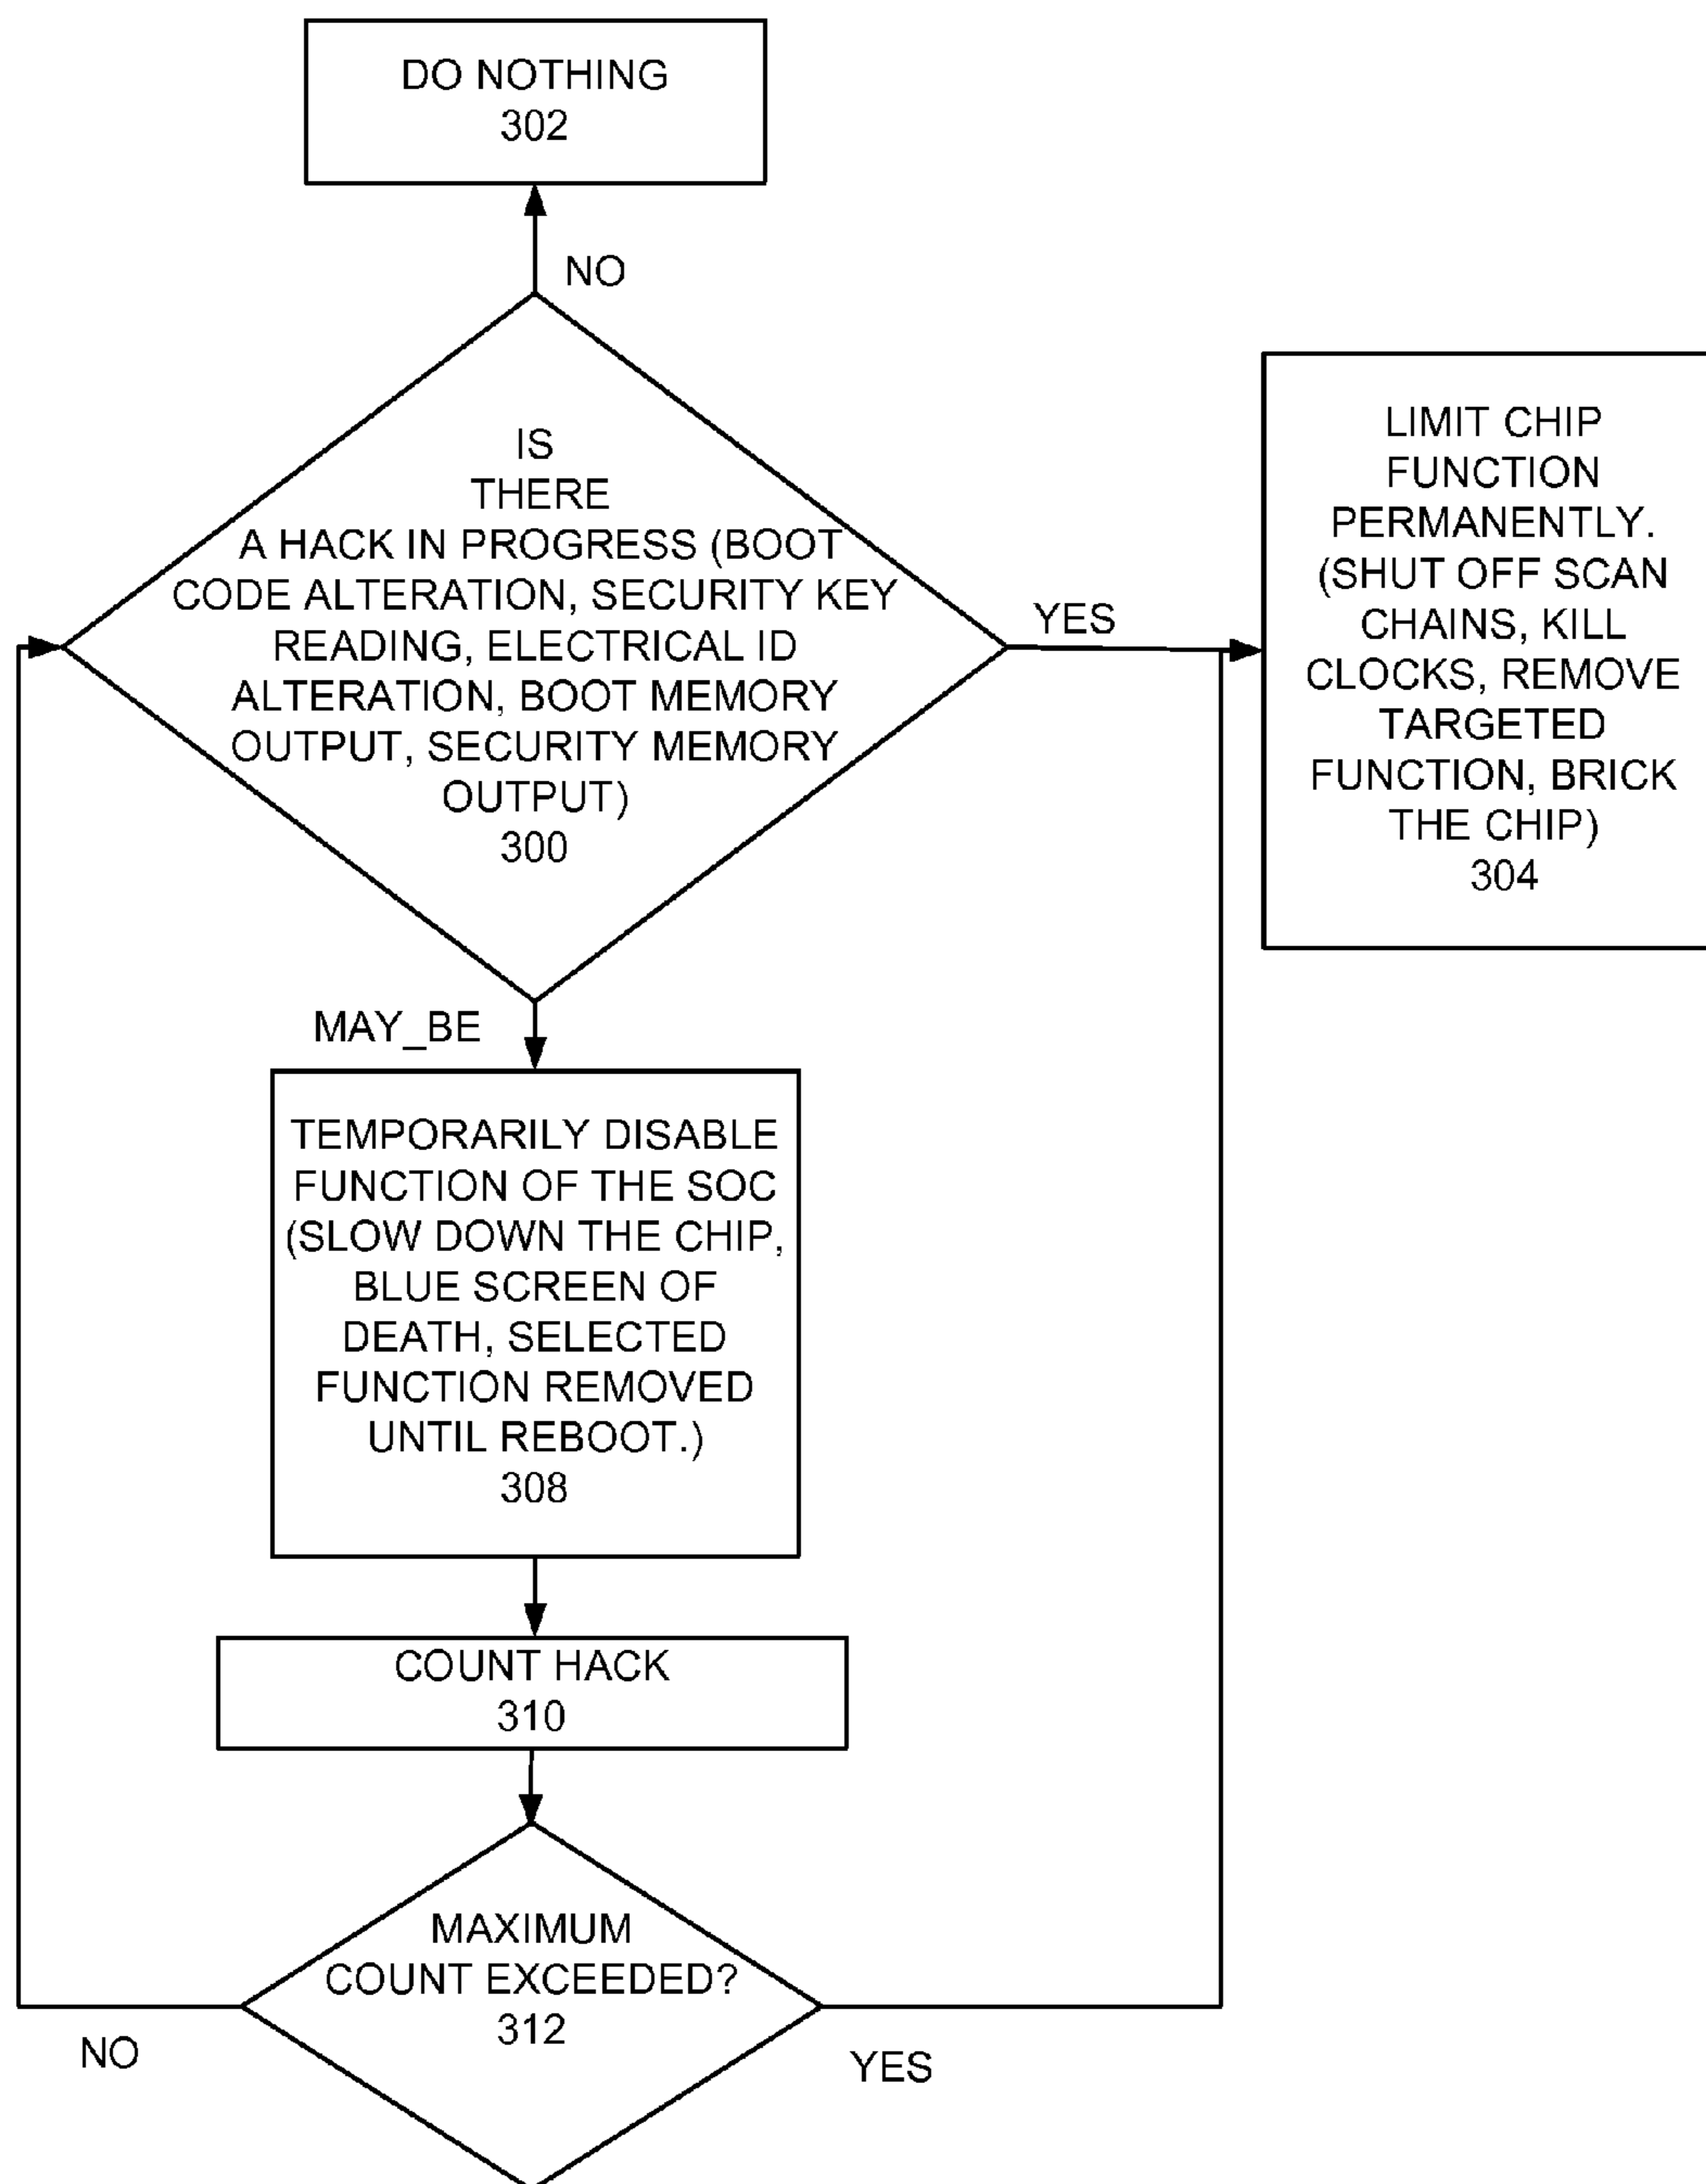 DO NOTHING
302
NO
IS
THERE
A HACK IN PROGRESS (BOOT
CODE ALTERATION, SECURITY KEY
READING, ELECTRICAL ID
ALTERATION, BOOT MEMORY
OUTPUT, SECURITY MEMORY
OUTPUT)
300
YES
LIMIT CHIP
FUNCTION
PERMANENTLY.
(SHUT OFF SCAN
CHAINS, KILL
CLOCKS, REMOVE
TARGETED
FUNCTION, BRICK
THE CHIP)
304
MAY_BE
TEMPORARILY DISABLE
FUNCTION OF THE SOC
(SLOW DOWN THE CHIP,
BLUE SCREEN OF
DEATH, SELECTED
FUNCTION REMOVED
UNTIL REBOOT.)
308
COUNT HACK
310
MAXIMUM
COUNT EXCEEDED?
312
NO
YES